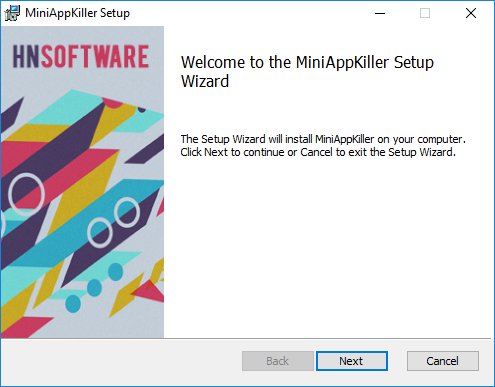 MiniAppKiller Setup
HNSOFTWARE
Welcome to the MiniAppKiller Setup
Wizard
The Setup Wizard will install MiniAppKiller on your computer.
Click Next to continue or Cancel to exit the Setup Wizard.
Back
Next
Cancel